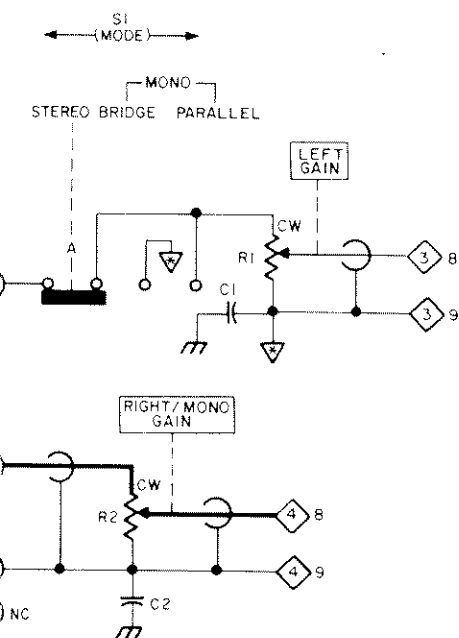 S1
(MODE)
MONO
STEREO BRIDGE PARALLEL
LEFT
GAIN
A
CW
R1
*
3 8
C1
3 9
*
RIGHT/MONO
GAIN
CW
R2
4 8
4 9
C2
NC